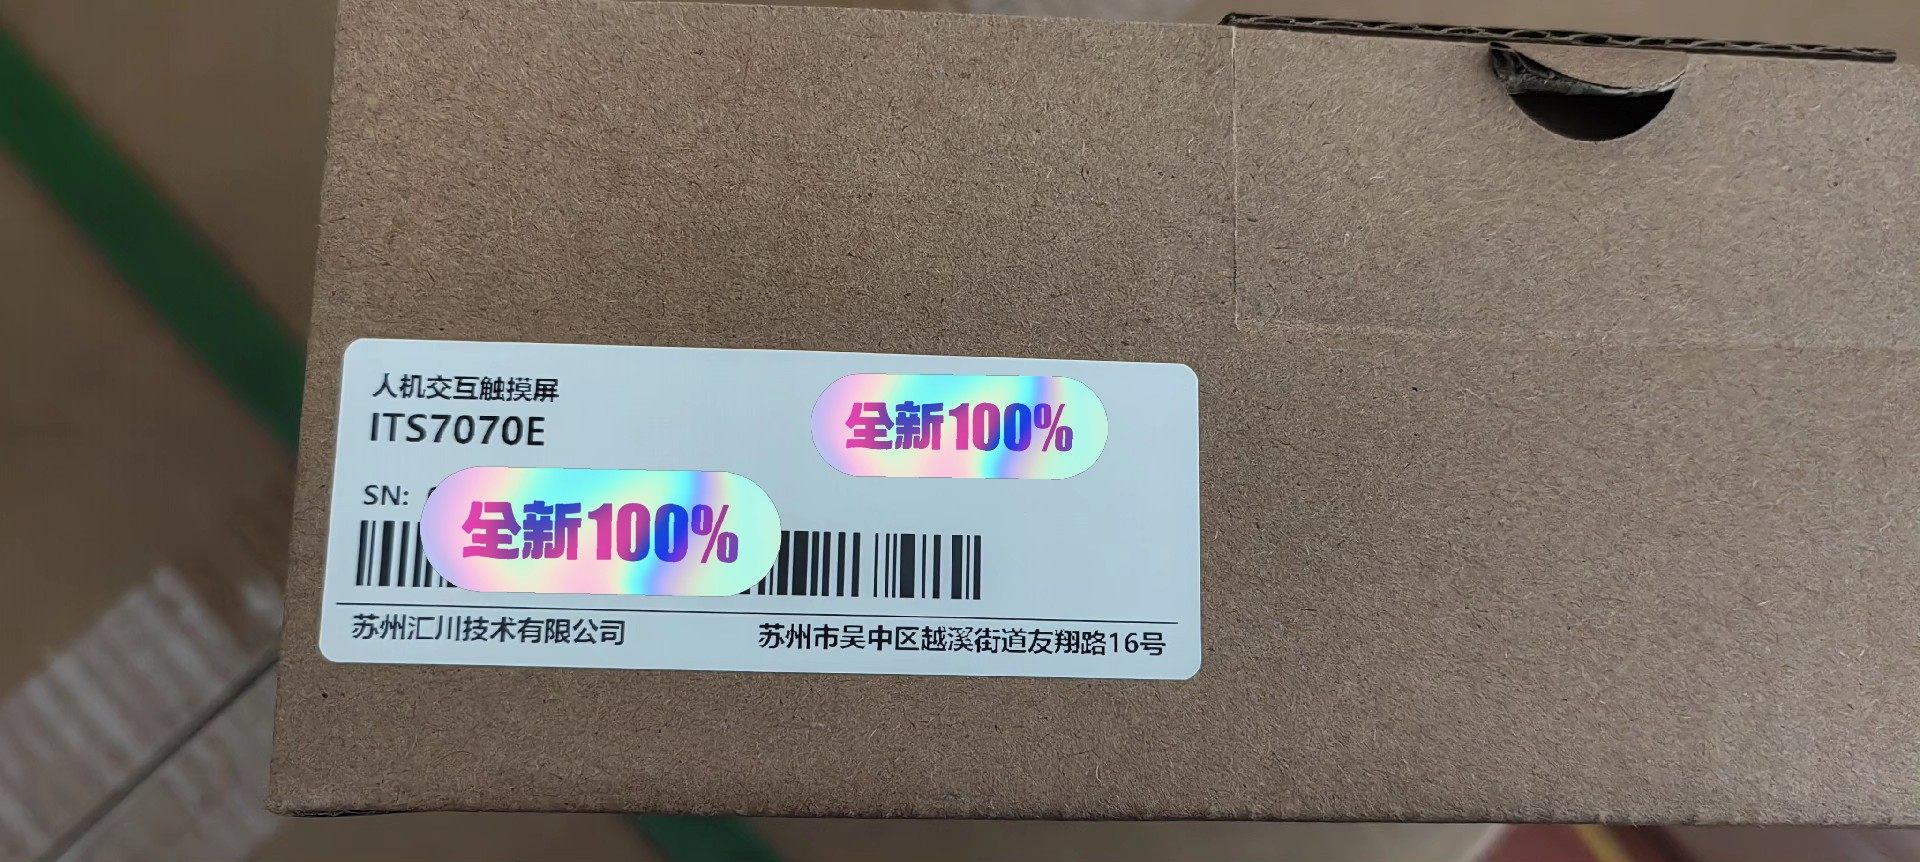 人机交互触摸屏
ITS7070E
全新100%
SN:
全新100%
苏州汇川技术有限公司
苏州市吴中区越溪街道友翔路16号